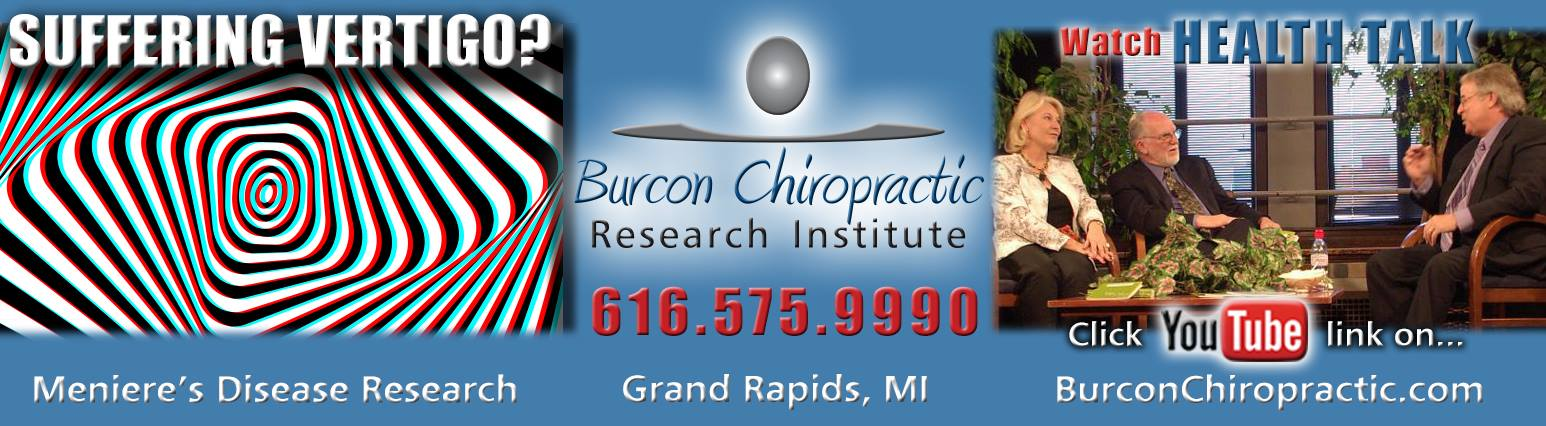 SUFFERING VERTIGO?
Meniere's Disease Research
Burcon Chiropractic
Research Institute
616.575.9990
Grand Rapids, MI
Watch HEALTH TALK
Click YouTube link on...
BurconChiropractic.com